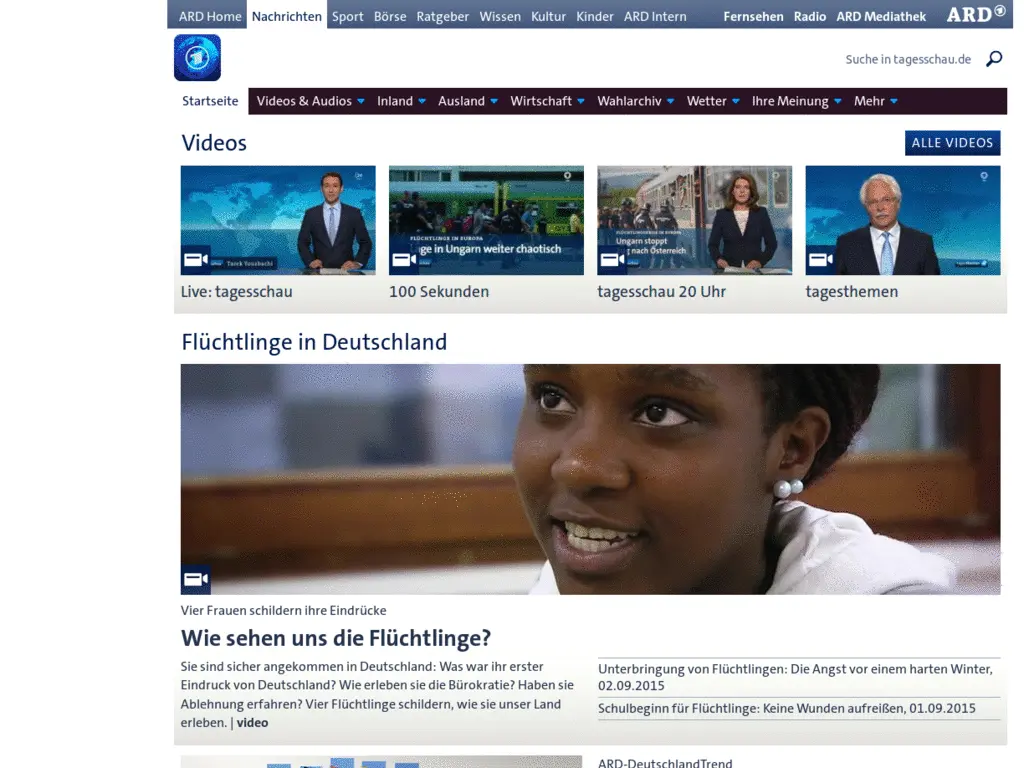 ARD Home Nachrichten Sport Börse Ratgeber Wissen Kultur Kinder ARD Intern Fernsehen Radio ARD Mediathek ARD
Suche in tagesschau.de
Startseite Videos & Audios Inland Ausland Wirtschaft Wahlarchiv Wetter Ihre Meinung Mehr
Videos
ALLE VIDEOS
FLÜCHTLINGE IN EUROPA
ge in Ungarn weiter chaotisch
Ungarn stoppt
nach Österreich
Live: tagesschau
100 Sekunden
tagesschau 20 Uhr
tagesthemen
Flüchtlinge in Deutschland
Vier Frauen schildern ihre Eindrücke
Wie sehen uns die Flüchtlinge?
Sie sind sicher angekommen in Deutschland: Was war ihr erster
Eindruck von Deutschland? Wie erleben sie die Bürokratie? Haben sie
Ablehnung erfahren? Vier Flüchtlinge schildern, wie sie unser Land
erleben. | video
Unterbringung von Flüchtlingen: Die Angst vor einem harten Winter,
02.09.2015
Schulbeginn für Flüchtlinge: Keine Wunden aufreißen, 01.09.2015
ARD-DeutschlandTrend